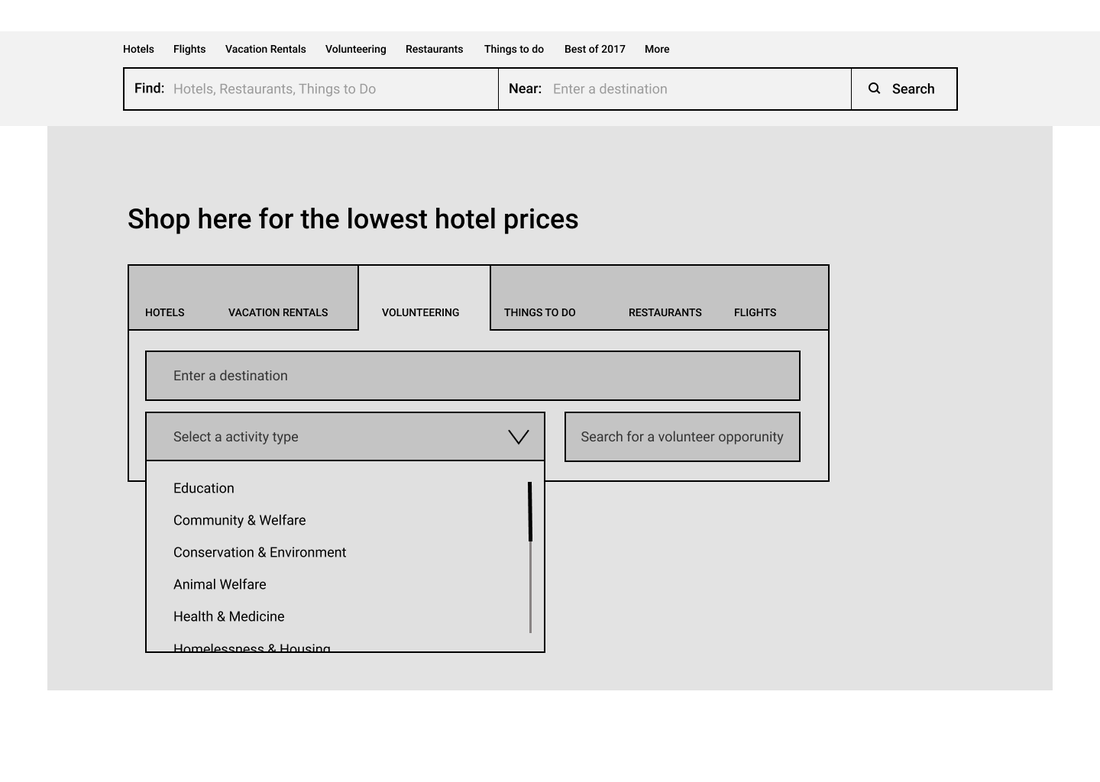 Hotels Flights Vacation Rentals Volunteering Restaurants Things to do Best of 2017 More
Find: Hotels, Restaurants, Things to Do Near: Enter a destination Search
Shop here for the lowest hotel prices
HOTELS VACATION RENTALS VOLUNTEERING THINGS TO DO RESTAURANTS FLIGHTS
Enter a destination
Select a activity type Search for a volunteer opporunity
Education
Community & Welfare
Conservation & Environment
Animal Welfare
Health & Medicine
Homelessness & Housing